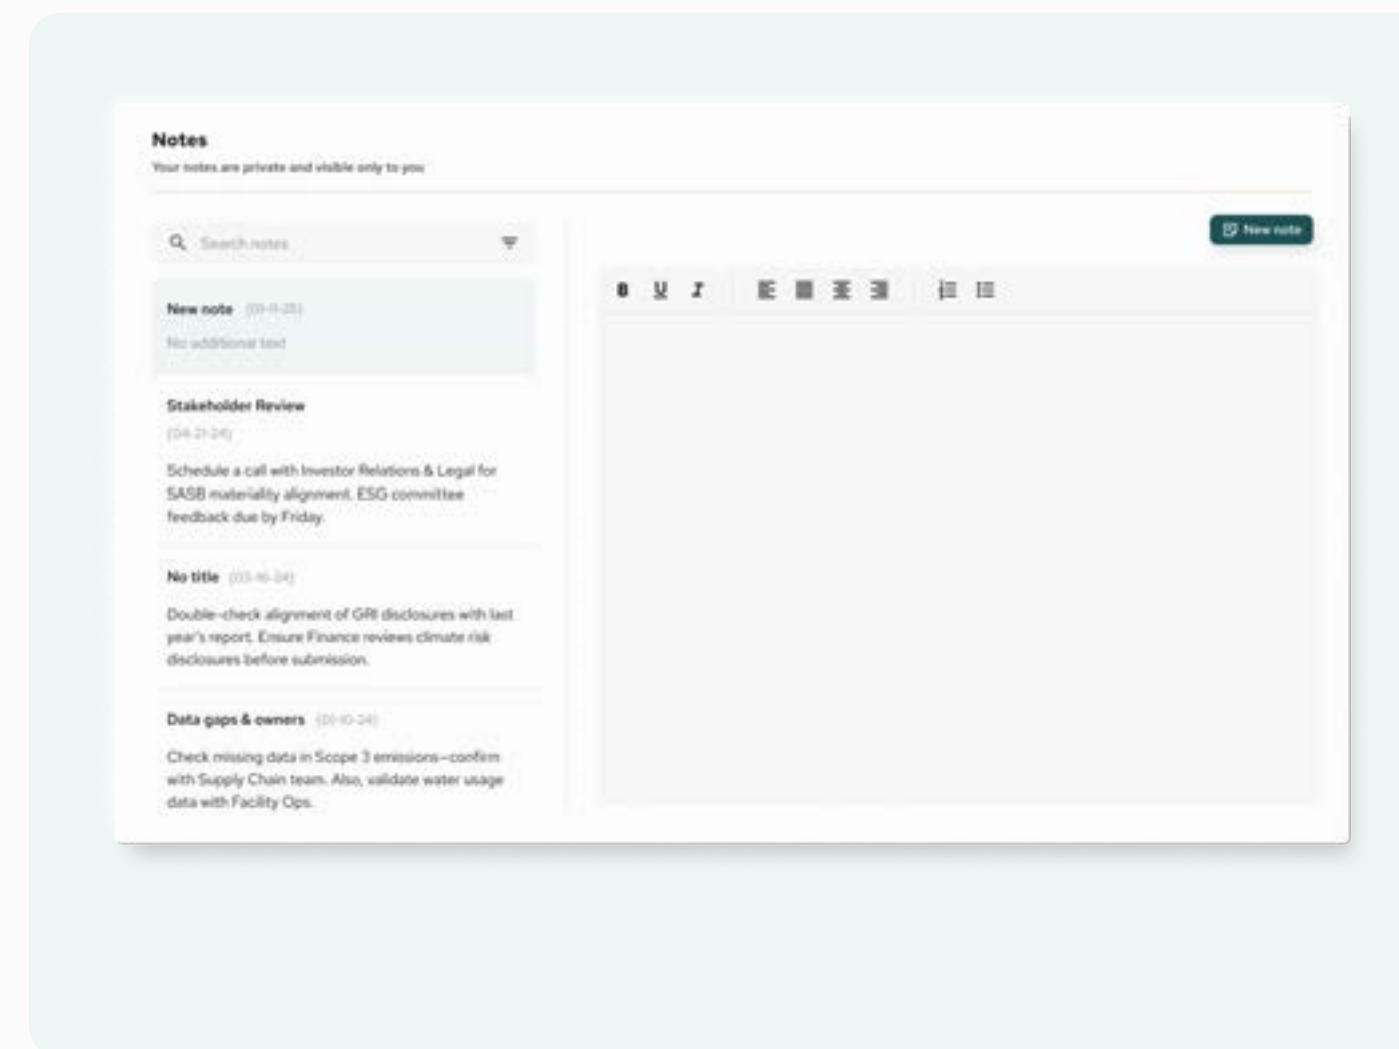 Notes
Your notes are private and visible only to you
Search notes
New note
New note
No additional text
Stakeholder Review
(04-21-24)
Schedule a call with Investor Relations & Legal for
SASB materiality alignment. ESG committee
feedback due by Friday.
No title
Double-check alignment of GRI disclosures with last
year's report. Ensure Finance reviews climate risk
disclosures before submission.
Data gaps & owners
Check missing data in Scope 3 emissions—confirm
with Supply Chain team. Also, validate water usage
data with Facility Ops.